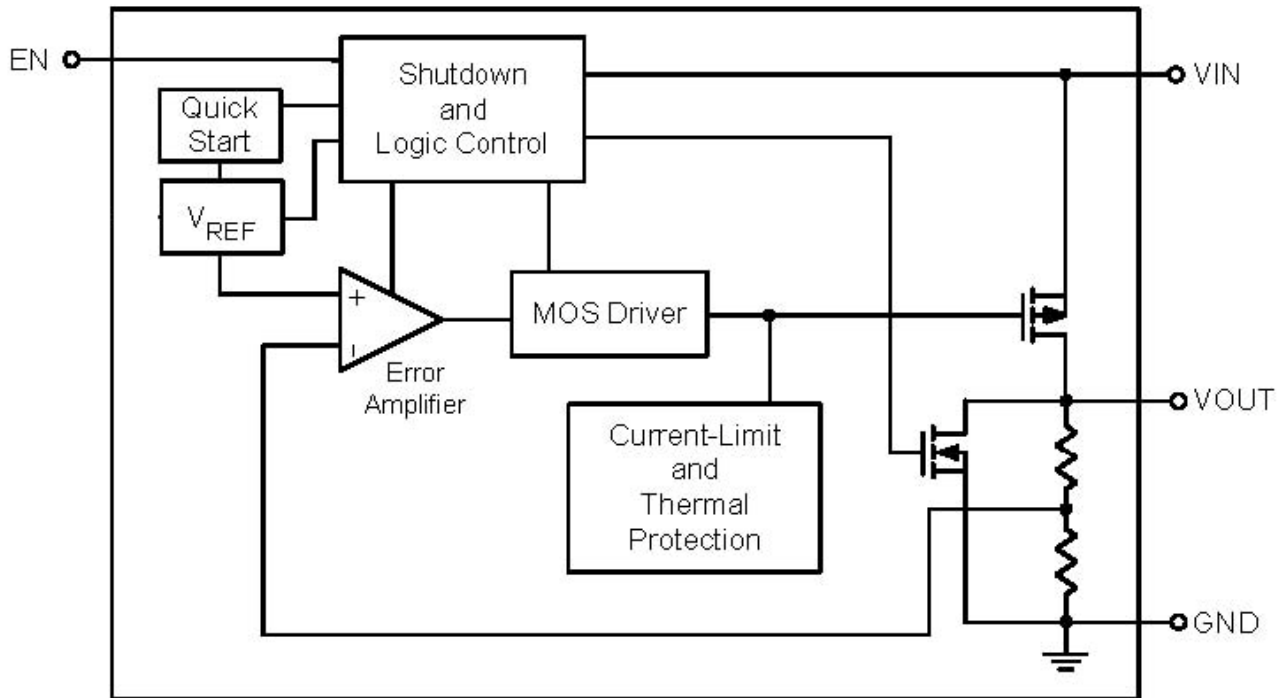 EN
Shutdown
and
Logic Control
VIN
Quick
Start
VREF
+
-
MOS Driver
Error
Amplifier
VOUT
Current-Limit
and
Thermal
Protection
GND